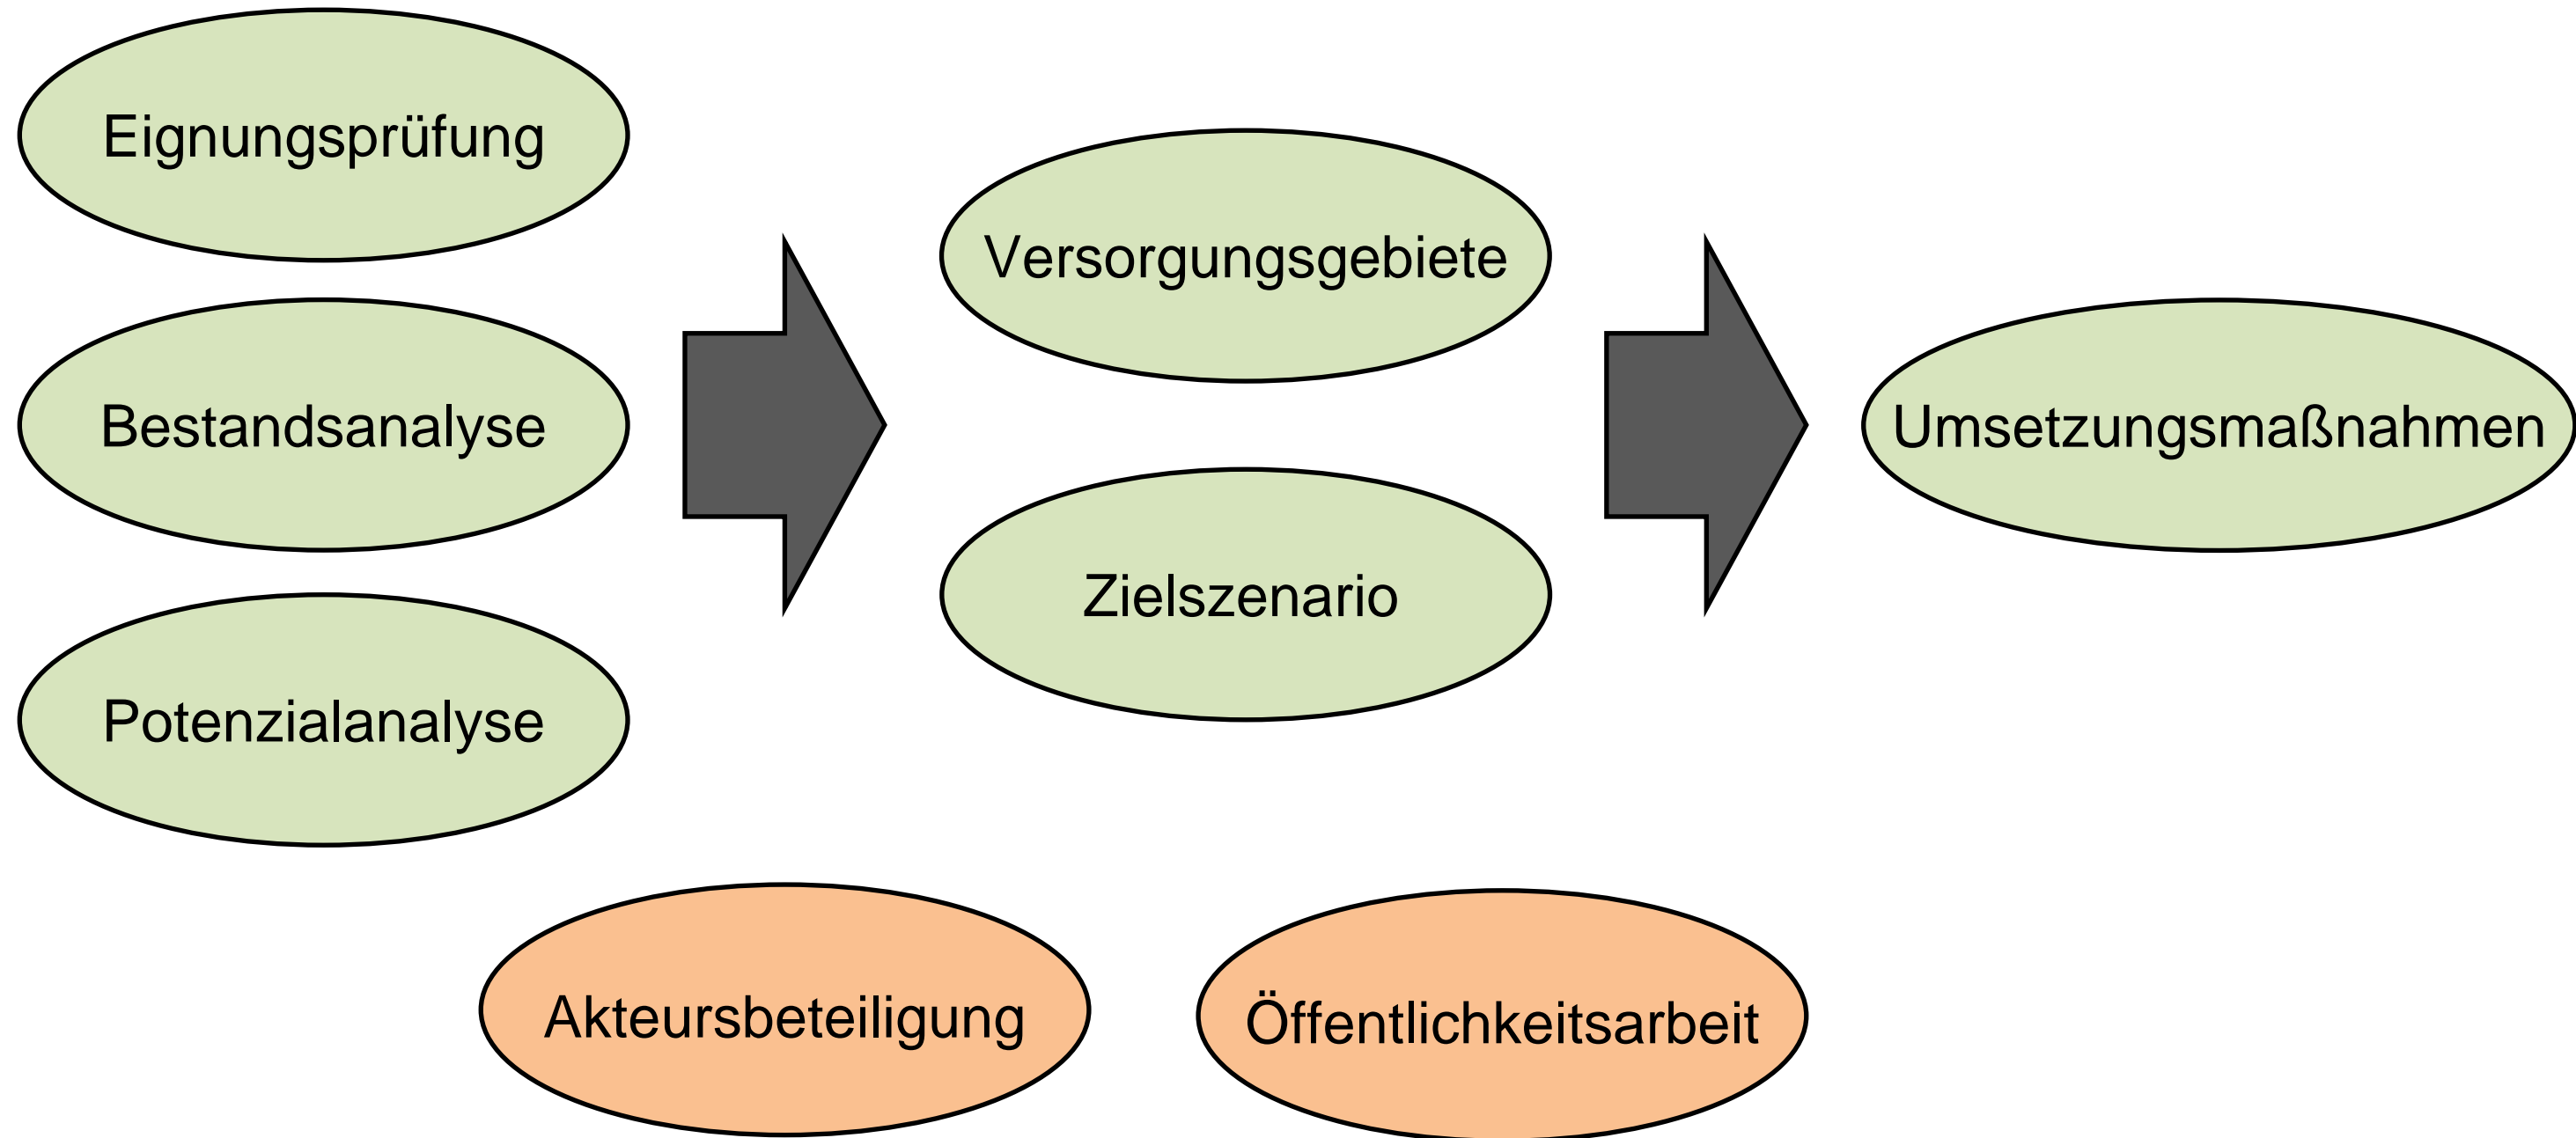 Eignungsprüfung
Bestandsanalyse
Potenzialanalyse
Versorgungsgebiete
Zielszenario
Umsetzungsmaßnahmen
Akteursbeteiligung
Öffentlichkeitsarbeit